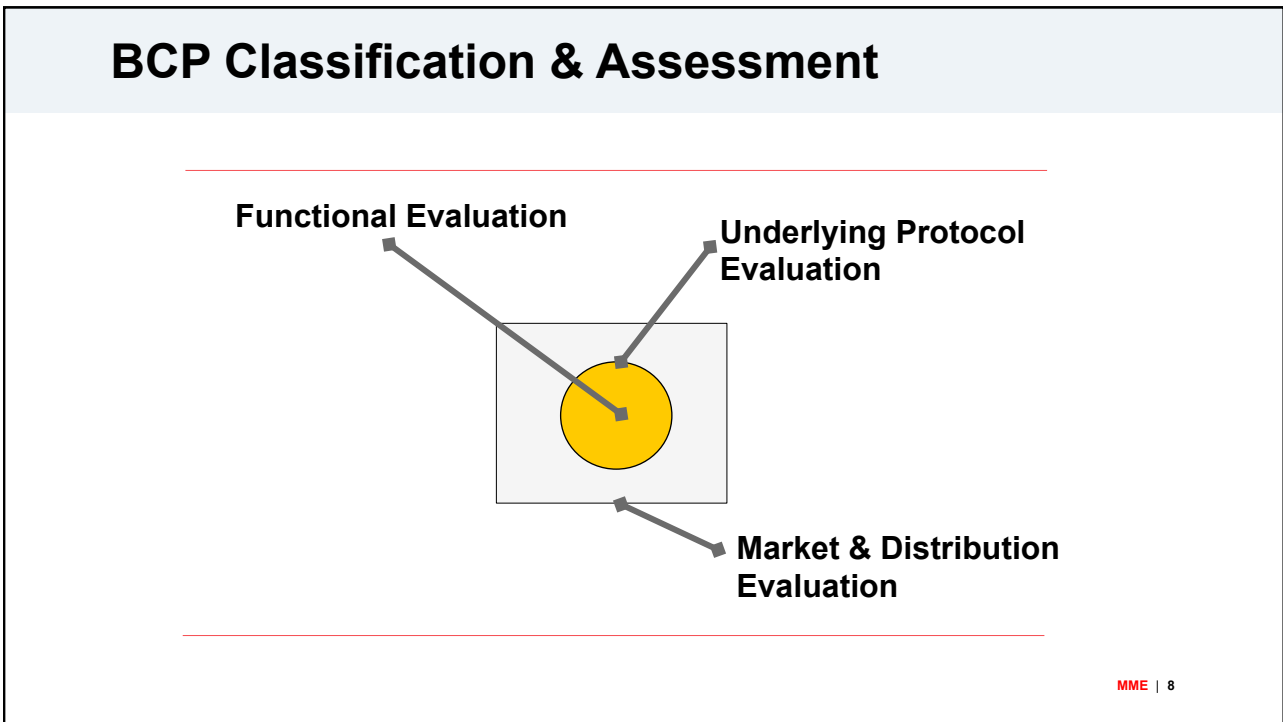 BCP Classification & Assessment
Functional Evaluation
Underlying Protocol
Evaluation
Market & Distribution
Evaluation
MME | 8